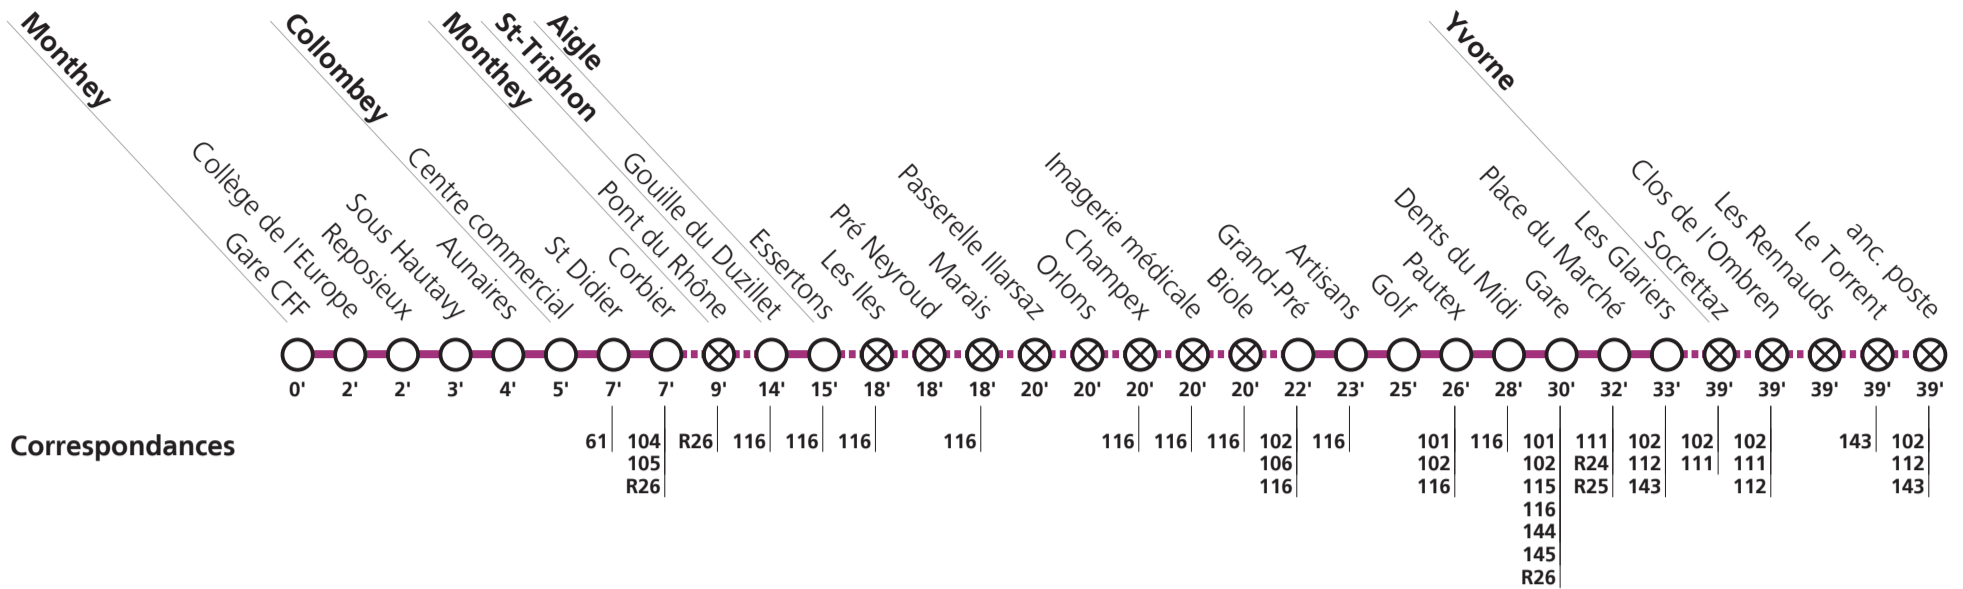 Monthey
Collombey
Monthey
St-Triphon
Aigle
Yvorne
Gare CFF
Collège de l'Europe
Reposieux
Sous Hautavy
Aunaires
Centre commercial
St Didier
Corbier
Pont du Rhône
Gouille du Duzillet
Essertons
Les Iles
Pré Neyroud
Marais
Passerelle Illarsaz
Orlons
Champex
Imagerie médicale
Biole
Grand-Pré
Artisans
Golf
Pautex
Dents du Midi
Gare
Place du Marché
Les Glariers
Socrettaz
Clos de l'Ombren
Les Rennauds
Le Torrent
anc. poste
0' 2' 2' 3' 4' 5' 7' 7' 9' 14' 15' 18' 18' 18' 20' 20' 20' 20' 20' 22' 23' 25' 26' 28' 30' 32' 33' 39' 39' 39' 39' 39'
Correspondances 61 104 R26 116 116 116 116 116 116 116 102 116 101 116 101 111 102 102 102 143 102
105 106 102 102 R24 112 111 111 112
R26 116 116 115 R25 143 112 143
116
144
145
R26